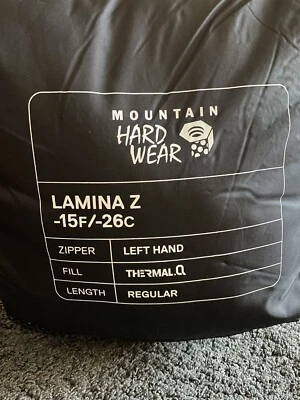 MOUNTAIN
HARD
WEAR
LAMINA Z
-15F/-26C
ZIPPER LEFT HAND
FILL THERMAL.Q
LENGTH REGULAR